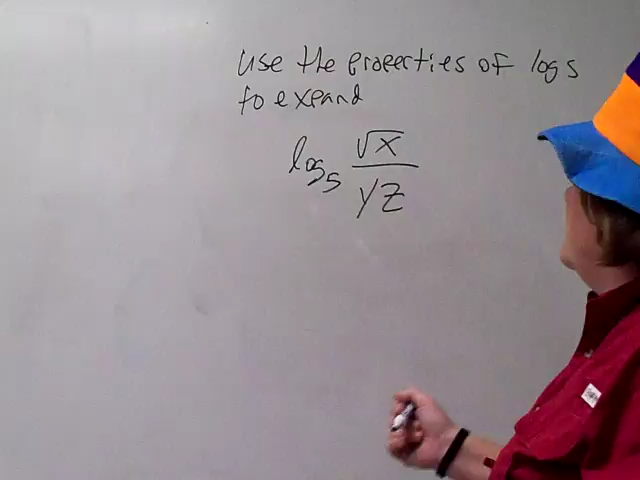 Use the properties of logs
to expand
log₅ √x / yz